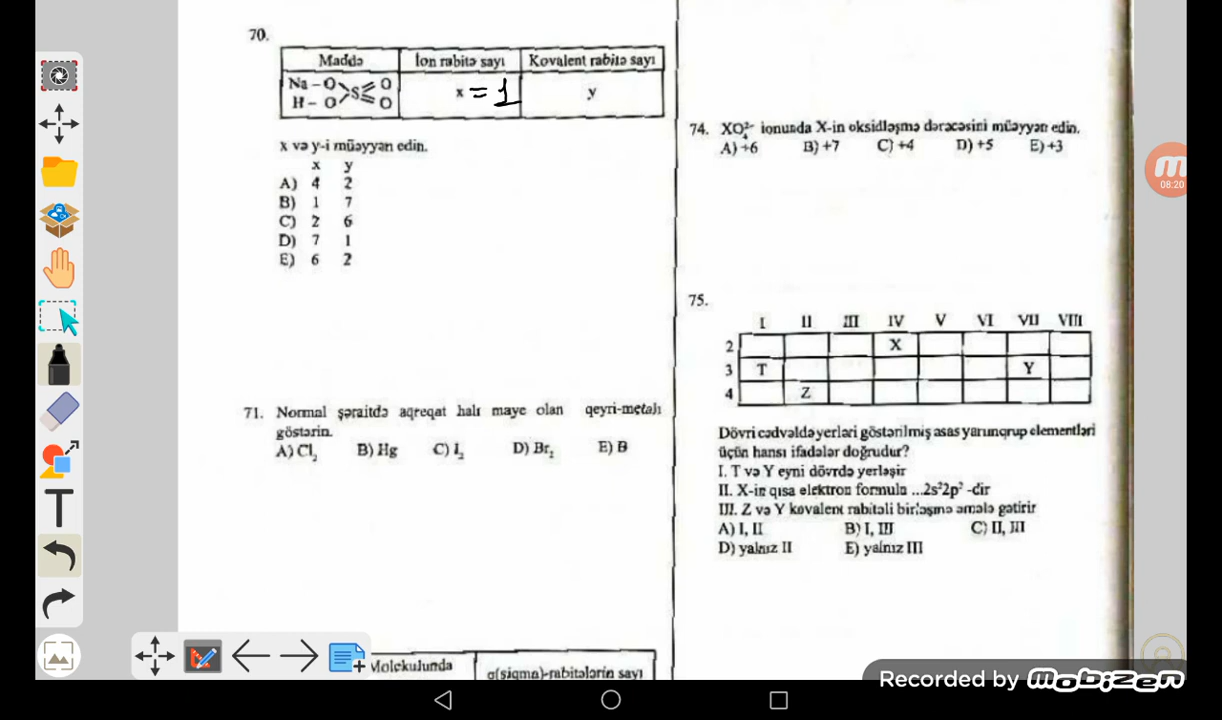 70.
Maddə İon rabitə sayı Kovalent rabitə sayı
Na – O O
S
H – O O
x = 1 y
x və y-i müəyyən edin.
x y
A) 4 2
B) 1 7
C) 2 6
D) 7 1
E) 6 2
71. Normal şəraitdə aqreqat halı maye olan qeyri-metalı
göstərin.
A) Cl₂ B) Hg C) I₂ D) Br₂ E) B
Molekulunda σ(siqma)-rabitələrin sayı
74. XO₄²⁻ ionunda X-in oksidləşmə dərəcəsini müəyyən edin.
A) +6 B) +7 C) +4 D) +5 E) +3
75.
I II III IV V VI VII VIII
2 X
3 T Y
4 Z
Dövri cədvəldə yerləri göstərilmiş əsas yarımqrup elementləri
üçün hansı ifadələr doğrudur?
I. T və Y eyni dövrdə yerləşir
II. X-in qısa elektron formulu ...2s²2p² -dir
III. Z və Y kovalent rabitəli birləşmə əmələ gətirir
A) I, II B) I, III C) II, III
D) yalnız II E) yalnız III
08:20
T
Recorded by mobizen